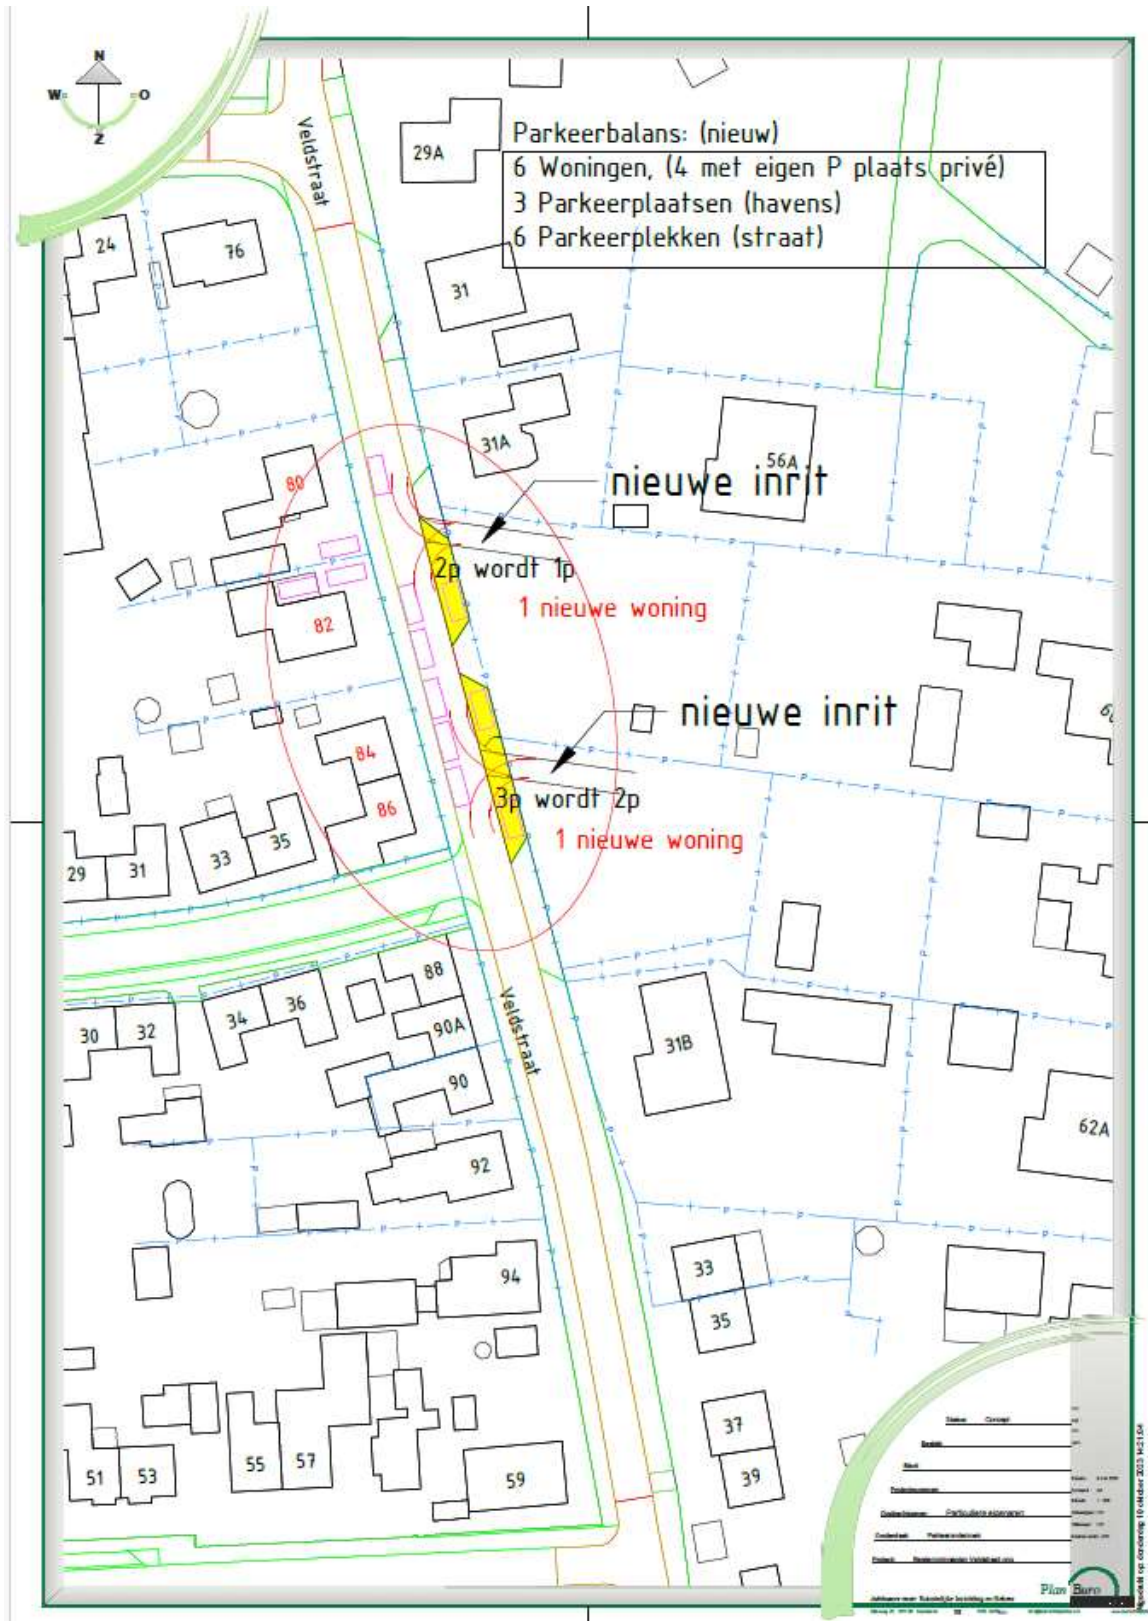 N
W O
Z
Veldstraat
29A
Parkeerbalans: (nieuw)
6 Woningen, (4 met eigen P plaats privé)
3 Parkeerplaatsen (havens)
6 Parkeerplekken (straat)
24
76
31
31A
56A
80
nieuwe inrit
2p wordt 1p
1 nieuwe woning
82
nieuwe inrit
84
86
3p wordt 2p
1 nieuwe woning
29
31
33
35
88
34
36
30
32
90A
90
Veldstraat
31B
62A
92
94
33
35
37
39
51
53
55
57
59
Status: Concept
Particuliere eigenaren
Plan Buro